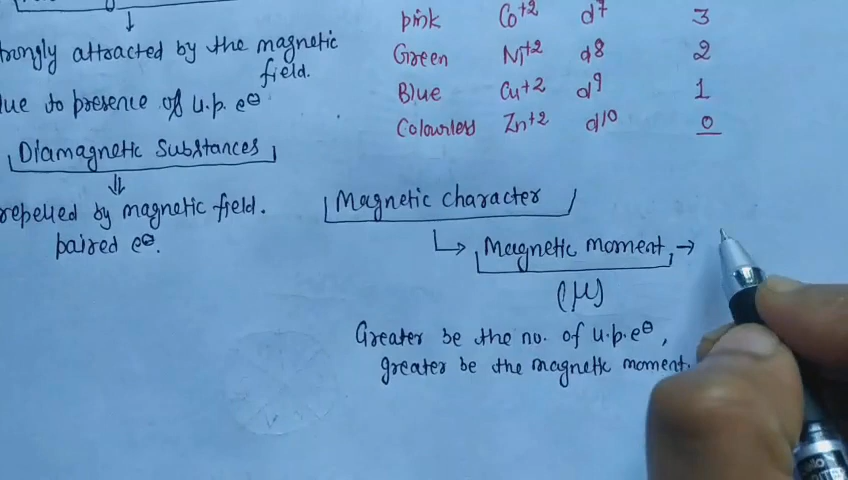 trongly attracted by the magnetic
field.
lue to presence of u.p. e⊖
Diamagnetic Substances
repelled by magnetic field.
paired e⊖.
pink Co+2 d7 3
Green Ni+2 d8 2
Blue Cu+2 d9 1
Colourless Zn+2 d10 0
Magnetic character
↳ Magnetic moment →
(μ)
Greater be the no. of u.p.e⊖,
greater be the magnetic moment.